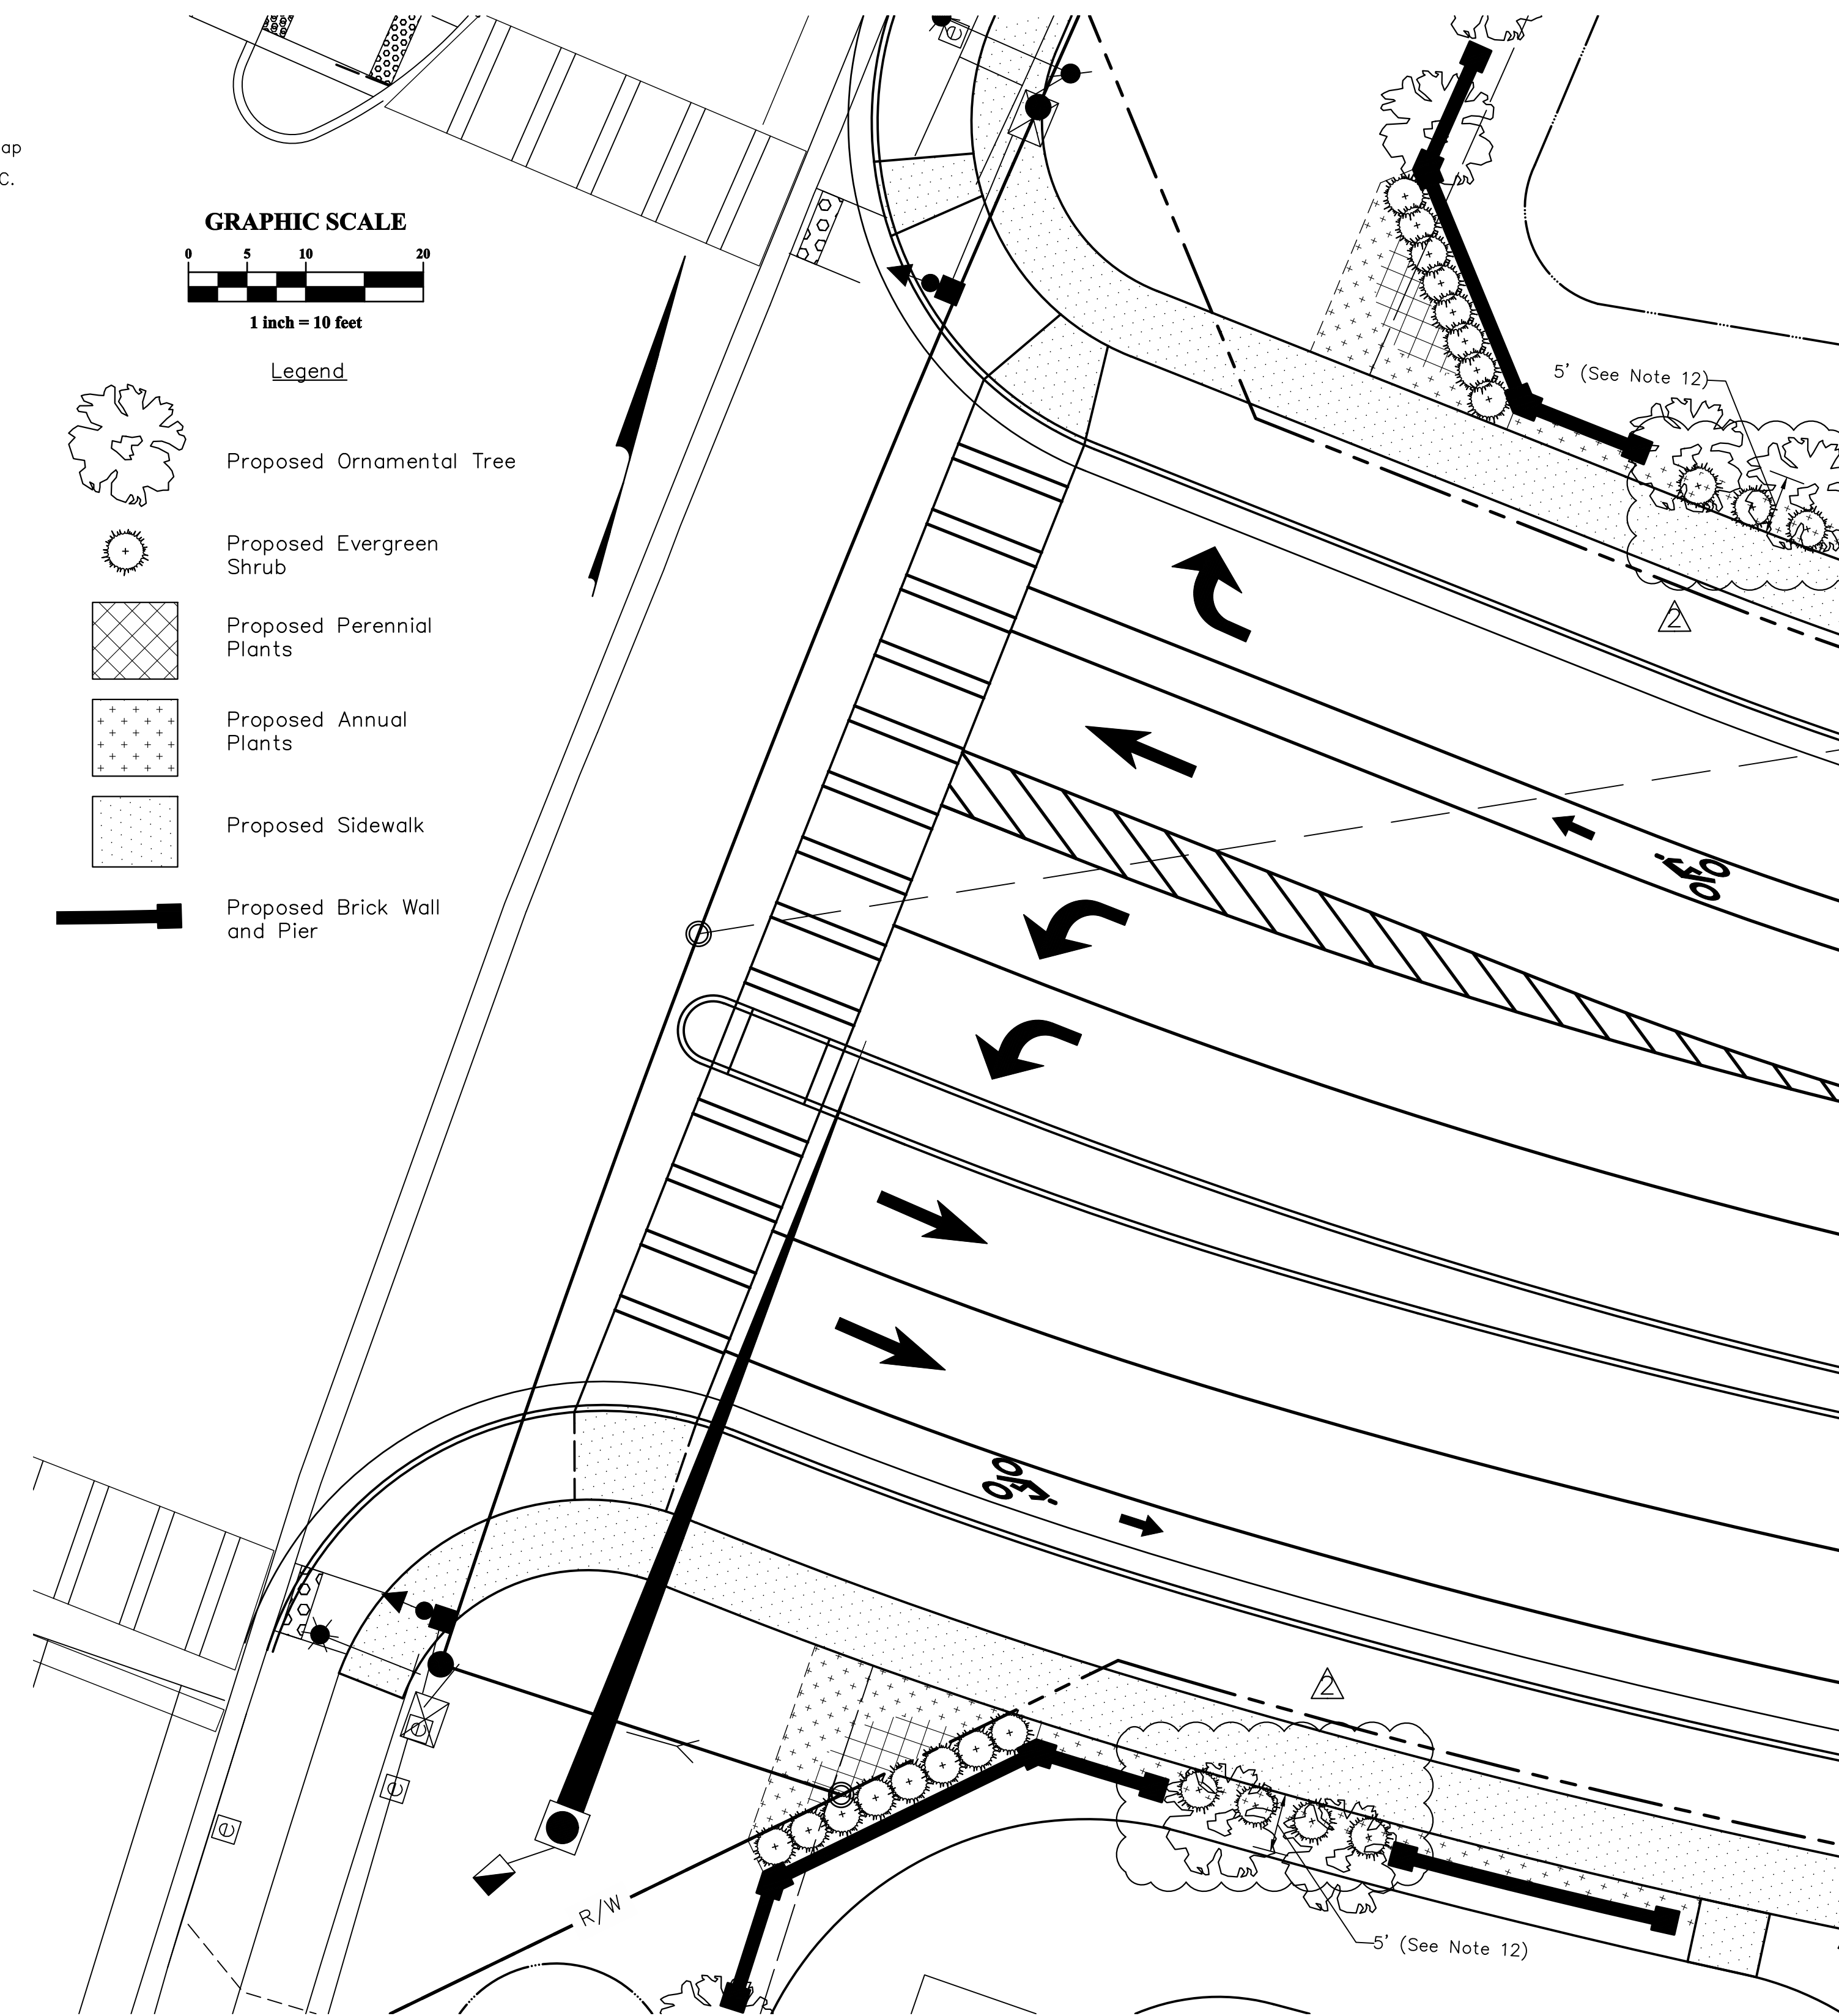 ap
C.
GRAPHIC SCALE
0 5 10 20
1 inch = 10 feet
Legend
Proposed Ornamental Tree
Proposed Evergreen
Shrub
Proposed Perennial
Plants
Proposed Annual
Plants
Proposed Sidewalk
Proposed Brick Wall
and Pier
e
5' (See Note 12)
2
2
e
e
e
R/W
5' (See Note 12)